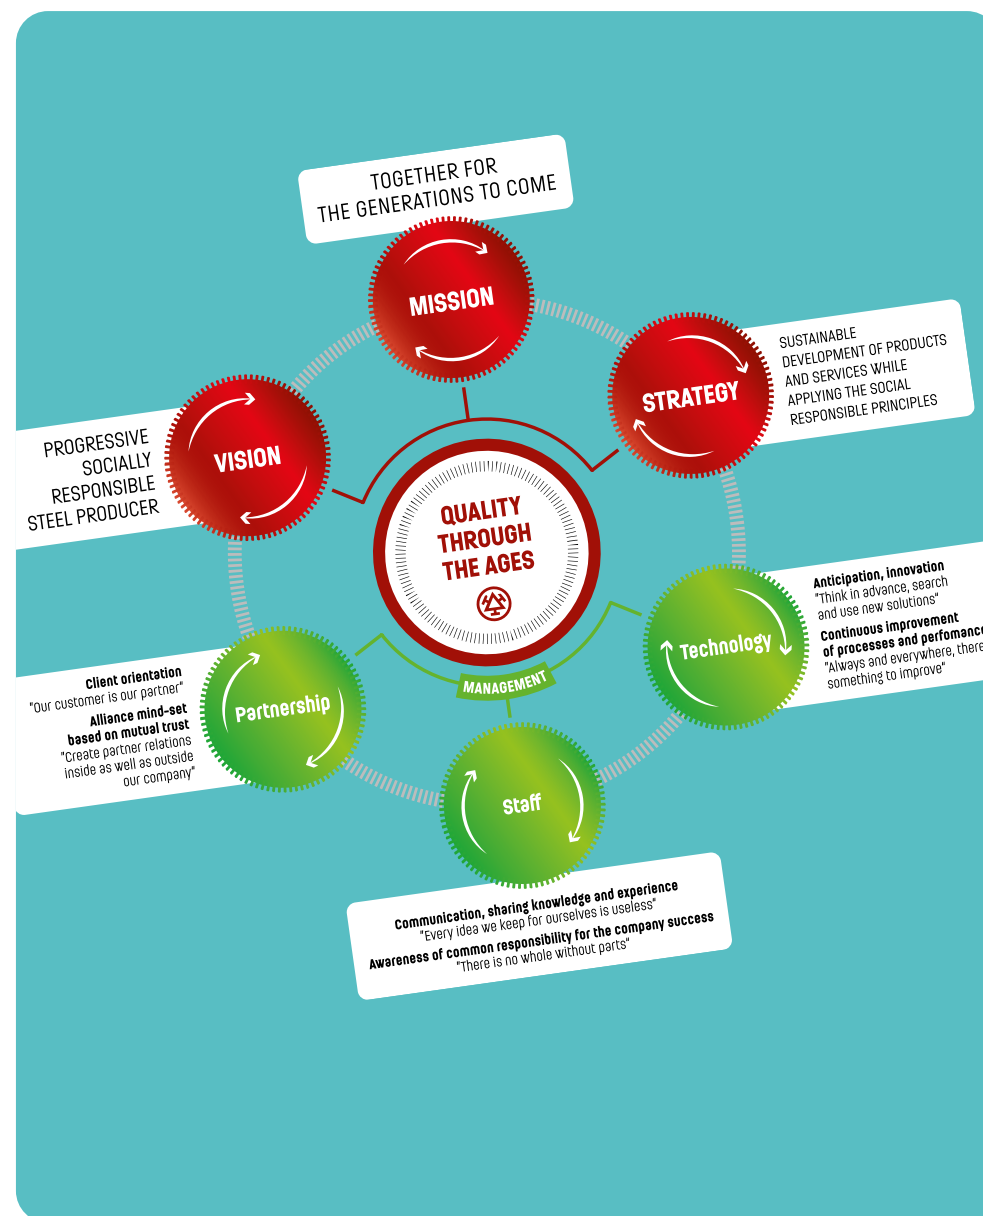 TOGETHER FOR
THE GENERATIONS TO COME
MISSION
STRATEGY
SUSTAINABLE
DEVELOPMENT OF PRODUCTS
AND SERVICES WHILE
APPLYING THE SOCIAL
RESPONSIBLE PRINCIPLES
PROGRESSIVE
SOCIALLY
RESPONSIBLE
STEEL PRODUCER
VISION
QUALITY
THROUGH
THE AGES
MANAGEMENT
Technology
Anticipation, innovation
"Think in advance, search
and use new solutions"
Continuous improvement
of processes and perfomance
"Always and everywhere, there
something to improve"
Client orientation
"Our customer is our partner"
Alliance mind-set
based on mutual trust
"Create partner relations
inside as well as outside
our company"
Partnership
Staff
Communication, sharing knowledge and experience
"Every idea we keep for ourselves is useless"
Awareness of common responsibility for the company success
"There is no whole without parts"